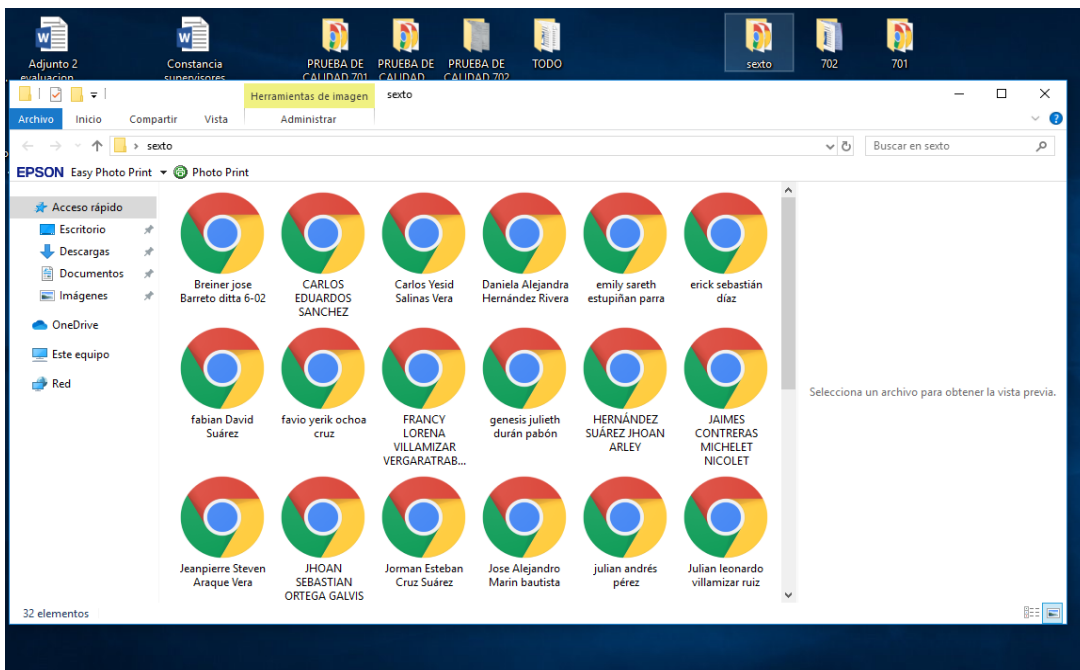 Adjunto 2
evaluacion
Constancia
supervisores
PRUEBA DE
CALIDAD 701
PRUEBA DE
CALIDAD
PRUEBA DE
CALIDAD 702
TODO
sexto
702
701
Herramientas de imagen
sexto
Archivo
Inicio
Compartir
Vista
Administrar
sexto
Buscar en sexto
EPSON Easy Photo Print
Photo Print
Acceso rápido
Escritorio
Descargas
Documentos
Imágenes
OneDrive
Este equipo
Red
Breiner jose
Barreto ditta 6-02
CARLOS
EDUARDOS
SANCHEZ
Carlos Yesid
Salinas Vera
Daniela Alejandra
Hernández Rivera
emily sareth
estupiñan parra
erick sebastián
díaz
fabian David
Suárez
favio yerik ochoa
cruz
FRANCY
LORENA
VILLAMIZAR
VERGARATRAB...
genesis julieth
durán pabón
HERNÁNDEZ
SUÁREZ JHOAN
ARLEY
JAIMES
CONTRERAS
MICHELET
NICOLET
Jeanpierre Steven
Araque Vera
JHOAN
SEBASTIAN
ORTEGA GALVIS
Jorman Esteban
Cruz Suárez
Jose Alejandro
Marin bautista
julian andrés
pérez
Julian leonardo
villamizar ruiz
Selecciona un archivo para obtener la vista previa.
32 elementos